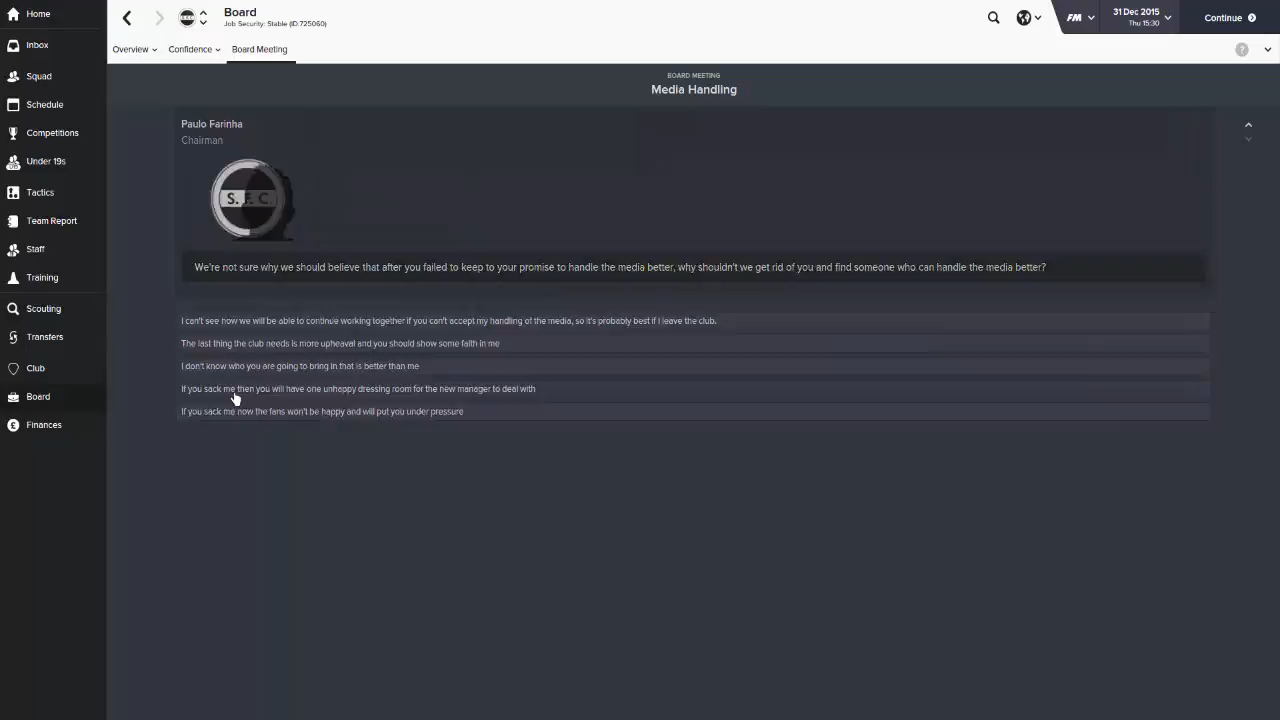 Home
Board
Job Security: Stable (ID:725060)
FM
31 Dec 2015
Thu 15:30
Continue
Inbox
Overview
Confidence
Board Meeting
?
Squad
Schedule
Competitions
Under 19s
Tactics
Team Report
Staff
Training
Scouting
Transfers
Club
Board
Finances
BOARD MEETING
Media Handling
Paulo Farinha
Chairman
S. F. C.
We're not sure why we should believe that after you failed to keep to your promise to handle the media better, why shouldn't we get rid of you and find someone who can handle the media better?
I can't see how we will be able to continue working together if you can't accept my handling of the media, so it's probably best if I leave the club.
The last thing the club needs is more upheaval and you should show some faith in me
I don't know who you are going to bring in that is better than me
If you sack me then you will have one unhappy dressing room for the new manager to deal with
If you sack me now the fans won't be happy and will put you under pressure